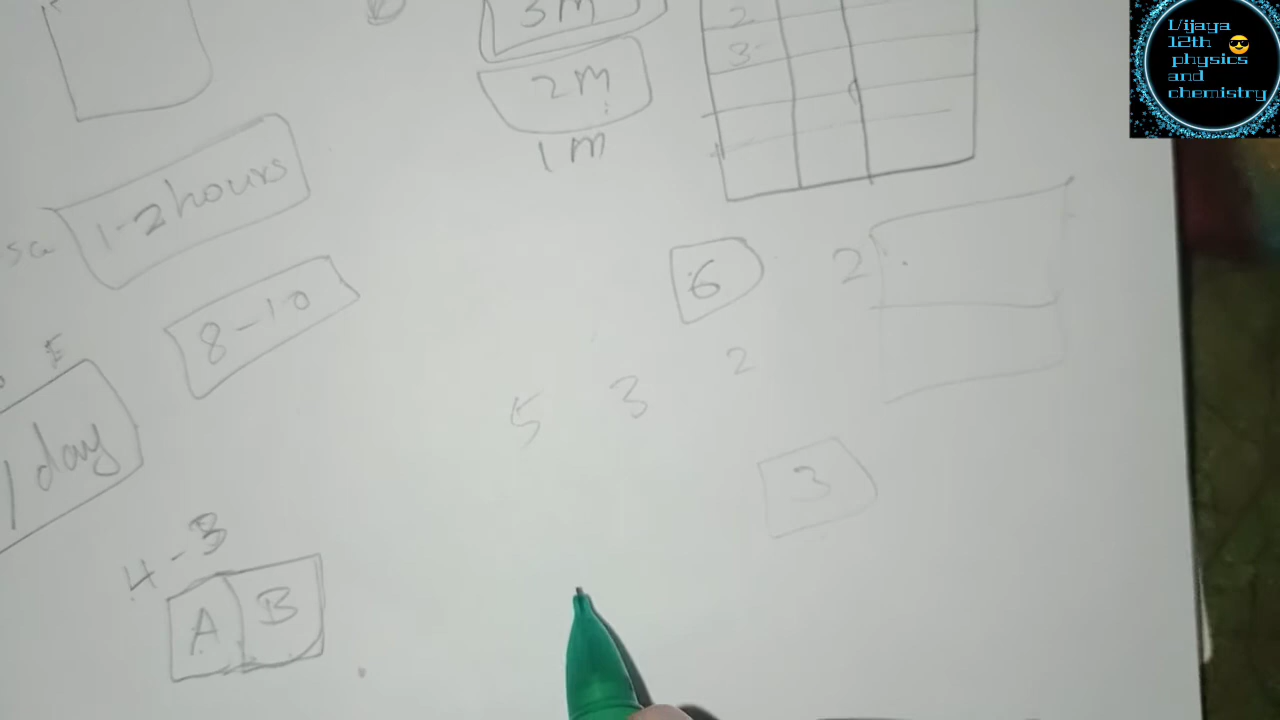 3M
2M
1M
2
3
1-2 hours
8-10
1 day
6
2
5 3 2
3
4-3
A B
Vijaya
12th
physics
and
chemistry